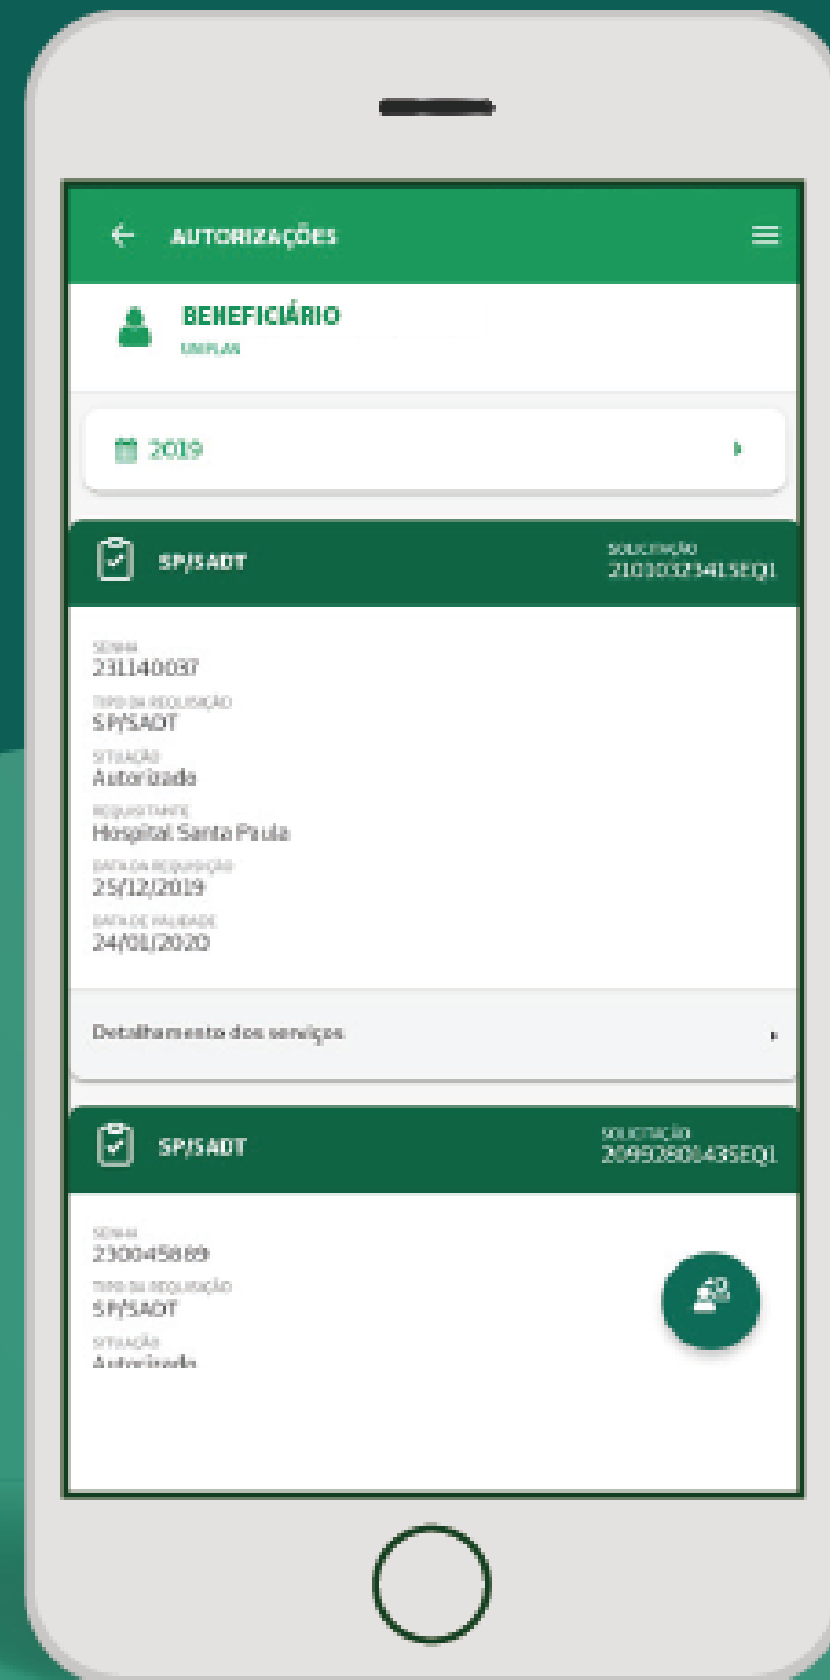 AUTORIZAÇÕES
BENEFICIÁRIO
UNIPLAN
2019
SP/SADT
SOLICITAÇÃO
SENHA
231140037
TIPO DA REQUISIÇÃO
SP/SADT
SITUAÇÃO
Autorizado
REQUISITANTE
Hospital Santa Paula
DATA DA REQUISIÇÃO
25/12/2019
DATA DE VALIDADE
24/01/2020
Detalhamento dos serviços
SP/SADT
SOLICITAÇÃO
SENHA
230045889
TIPO DA REQUISIÇÃO
SP/SADT
SITUAÇÃO
Autorizado